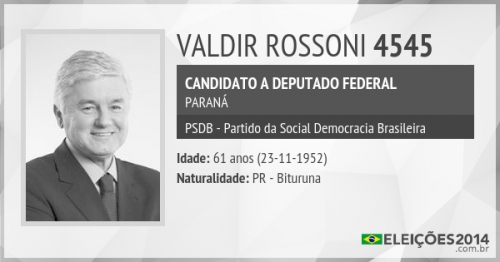 VALDIR ROSSONI 4545
CANDIDATO A DEPUTADO FEDERAL
PARANÁ
PSDB - Partido da Social Democracia Brasileira
Idade: 61 anos (23-11-1952)
Naturalidade: PR - Bituruna
ELEIÇÕES2014
.com.br